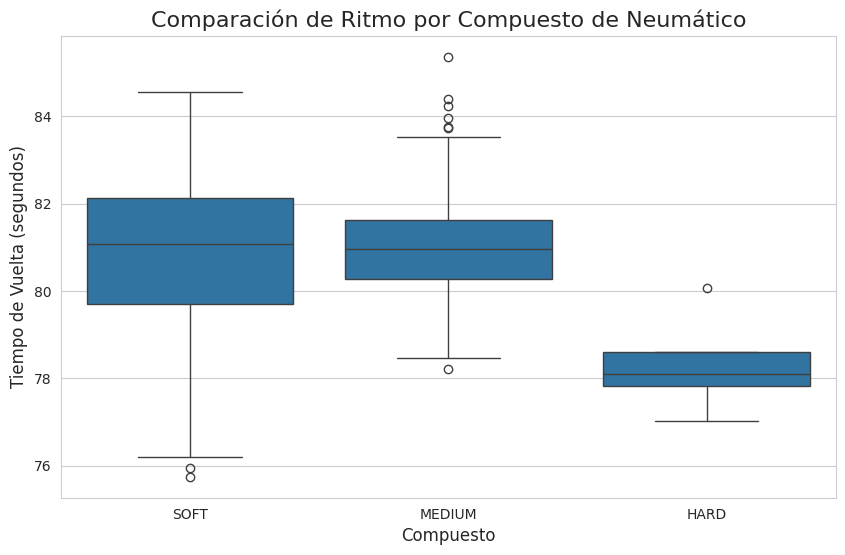 Comparación de Ritmo por Compuesto de Neumático
Tiempo de Vuelta (segundos)
84
82
80
78
76
SOFT
MEDIUM
HARD
Compuesto